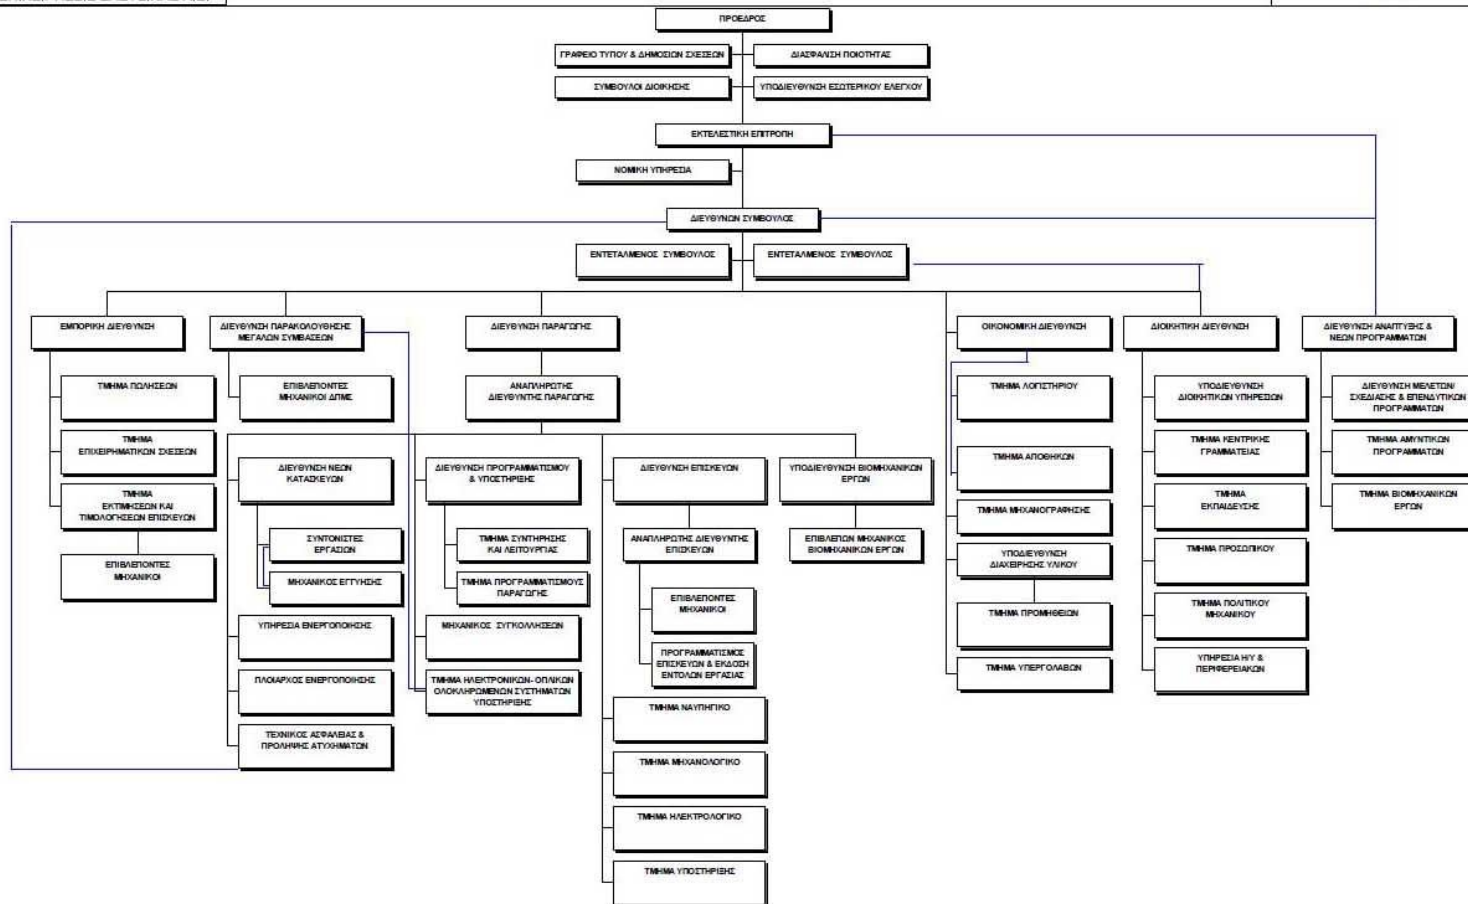 ΠΡΟΕΔΡΟΣ
ΓΡΑΦΕΙΟ ΤΥΠΟΥ & ΔΗΜΟΣΙΩΝ ΣΧΕΣΕΩΝ
ΔΙΑΣΦΑΛΙΣΗ ΠΟΙΟΤΗΤΑΣ
ΣΥΜΒΟΥΛΟΙ ΔΙΟΙΚΗΣΗΣ
ΥΠΟΔΙΕΥΘΥΝΣΗ ΕΣΩΤΕΡΙΚΟΥ ΕΛΕΓΧΟΥ
ΕΚΤΕΛΕΣΤΙΚΗ ΕΠΙΤΡΟΠΗ
ΝΟΜΙΚΗ ΥΠΗΡΕΣΙΑ
ΔΙΕΥΘΥΝΩΝ ΣΥΜΒΟΥΛΟΣ
ΕΝΤΕΤΑΛΜΕΝΟΣ ΣΥΜΒΟΥΛΟΣ
ΕΝΤΕΤΑΛΜΕΝΟΣ ΣΥΜΒΟΥΛΟΣ
ΕΜΠΟΡΙΚΗ ΔΙΕΥΘΥΝΣΗ
ΤΜΗΜΑ ΠΩΛΗΣΕΩΝ
ΤΜΗΜΑ
ΕΠΙΧΕΙΡΗΜΑΤΙΚΩΝ ΣΧΕΣΕΩΝ
ΤΜΗΜΑ
ΕΚΤΙΜΗΣΕΩΝ ΚΑΙ
ΤΙΜΟΛΟΓΗΣΕΩΝ ΕΠΙΣΚΕΥΩΝ
ΕΠΙΒΛΕΠΟΝΤΕΣ
ΜΗΧΑΝΙΚΟΙ
ΔΙΕΥΘΥΝΣΗ ΠΑΡΑΚΟΛΟΥΘΗΣΗΣ
ΜΕΓΑΛΩΝ ΣΥΜΒΑΣΕΩΝ
ΕΠΙΒΛΕΠΟΝΤΕΣ
ΜΗΧΑΝΙΚΟΙ ΔΠΜΣ
ΔΙΕΥΘΥΝΣΗ ΠΑΡΑΓΩΓΗΣ
ΑΝΑΠΛΗΡΩΤΗΣ
ΔΙΕΥΘΥΝΤΗΣ ΠΑΡΑΓΩΓΗΣ
ΔΙΕΥΘΥΝΣΗ ΝΕΩΝ
ΚΑΤΑΣΚΕΥΩΝ
ΣΥΝΤΟΝΙΣΤΕΣ
ΕΡΓΑΣΙΩΝ
ΜΗΧΑΝΙΚΟΣ ΕΓΓΥΗΣΗΣ
ΥΠΗΡΕΣΙΑ ΕΝΕΡΓΟΠΟΙΗΣΗΣ
ΠΛΟΙΑΡΧΟΣ ΕΝΕΡΓΟΠΟΙΗΣΗΣ
ΤΕΧΝΙΚΟΣ ΑΣΦΑΛΕΙΑΣ &
ΠΡΟΛΗΨΗΣ ΑΤΥΧΗΜΑΤΩΝ
ΔΙΕΥΘΥΝΣΗ ΠΡΟΓΡΑΜΜΑΤΙΣΜΟΥ
& ΥΠΟΣΤΗΡΙΞΗΣ
ΤΜΗΜΑ ΣΥΝΤΗΡΗΣΗΣ
ΚΑΙ ΛΕΙΤΟΥΡΓΙΑΣ
ΤΜΗΜΑ ΠΡΟΓΡΑΜΜΑΤΙΣΜΟΥΣ
ΠΑΡΑΓΩΓΗΣ
ΜΗΧΑΝΙΚΟΣ ΣΥΓΚΟΛΛΗΣΕΩΝ
ΤΜΗΜΑ ΗΛΕΚΤΡΟΝΙΚΩΝ- ΟΠΛΙΚΩΝ
ΟΛΟΚΛΗΡΩΜΕΝΩΝ ΣΥΣΤΗΜΑΤΩΝ
ΥΠΟΣΤΗΡΙΞΗΣ
ΔΙΕΥΘΥΝΣΗ ΕΠΙΣΚΕΥΩΝ
ΑΝΑΠΛΗΡΩΤΗΣ ΔΙΕΥΘΥΝΤΗΣ
ΕΠΙΣΚΕΥΩΝ
ΕΠΙΒΛΕΠΟΝΤΕΣ
ΜΗΧΑΝΙΚΟΙ
ΠΡΟΓΡΑΜΜΑΤΙΣΜΟΣ
ΕΠΙΣΚΕΥΩΝ & ΕΚΔΟΣΗ
ΕΝΤΟΛΩΝ ΕΡΓΑΣΙΑΣ
ΤΜΗΜΑ ΝΑΥΠΗΓΙΚΟ
ΤΜΗΜΑ ΜΗΧΑΝΟΛΟΓΙΚΟ
ΤΜΗΜΑ ΗΛΕΚΤΡΟΛΟΓΙΚΟ
ΤΜΗΜΑ ΥΠΟΣΤΗΡΙΞΗΣ
ΥΠΟΔΙΕΥΘΥΝΣΗ ΒΙΟΜΗΧΑΝΙΚΩΝ
ΕΡΓΩΝ
ΕΠΙΒΛΕΠΩΝ ΜΗΧΑΝΙΚΟΣ
ΒΙΟΜΗΧΑΝΙΚΩΝ ΕΡΓΩΝ
ΟΙΚΟΝΟΜΙΚΗ ΔΙΕΥΘΥΝΣΗ
ΤΜΗΜΑ ΛΟΓΙΣΤΗΡΙΟΥ
ΤΜΗΜΑ ΑΠΟΘΗΚΩΝ
ΤΜΗΜΑ ΜΗΧΑΝΟΓΡΑΦΗΣΗΣ
ΥΠΟΔΙΕΥΘΥΝΣΗ
ΔΙΑΧΕΙΡΗΣΗΣ ΥΛΙΚΟΥ
ΤΜΗΜΑ ΠΡΟΜΗΘΕΙΩΝ
ΤΜΗΜΑ ΥΠΕΡΓΟΛΑΒΩΝ
ΔΙΟΙΚΗΤΙΚΗ ΔΙΕΥΘΥΝΣΗ
ΥΠΟΔΙΕΥΘΥΝΣΗ
ΔΙΟΙΚΗΤΙΚΩΝ ΥΠΗΡΕΣΙΩΝ
ΤΜΗΜΑ ΚΕΝΤΡΙΚΗΣ
ΓΡΑΜΜΑΤΕΙΑΣ
ΤΜΗΜΑ
ΕΚΠΑΙΔΕΥΣΗΣ
ΤΜΗΜΑ ΠΡΟΣΩΠΙΚΟΥ
ΤΜΗΜΑ ΠΟΛΙΤΙΚΟΥ
ΜΗΧΑΝΙΚΟΥ
ΥΠΗΡΕΣΙΑ Η/Υ &
ΠΕΡΙΦΕΡΕΙΑΚΩΝ
ΔΙΕΥΘΥΝΣΗ ΑΝΑΠΤΥΞΗΣ &
ΝΕΩΝ ΠΡΟΓΡΑΜΜΑΤΩΝ
ΔΙΕΥΘΥΝΣΗ ΜΕΛΕΤΩΝ/
ΣΧΕΔΙΑΣΗΣ & ΕΠΕΝΔΥΤΙΚΩΝ
ΠΡΟΓΡΑΜΜΑΤΩΝ
ΤΜΗΜΑ ΑΜΥΝΤΙΚΩΝ
ΠΡΟΓΡΑΜΜΑΤΩΝ
ΤΜΗΜΑ ΒΙΟΜΗΧΑΝΙΚΩΝ
ΕΡΓΩΝ